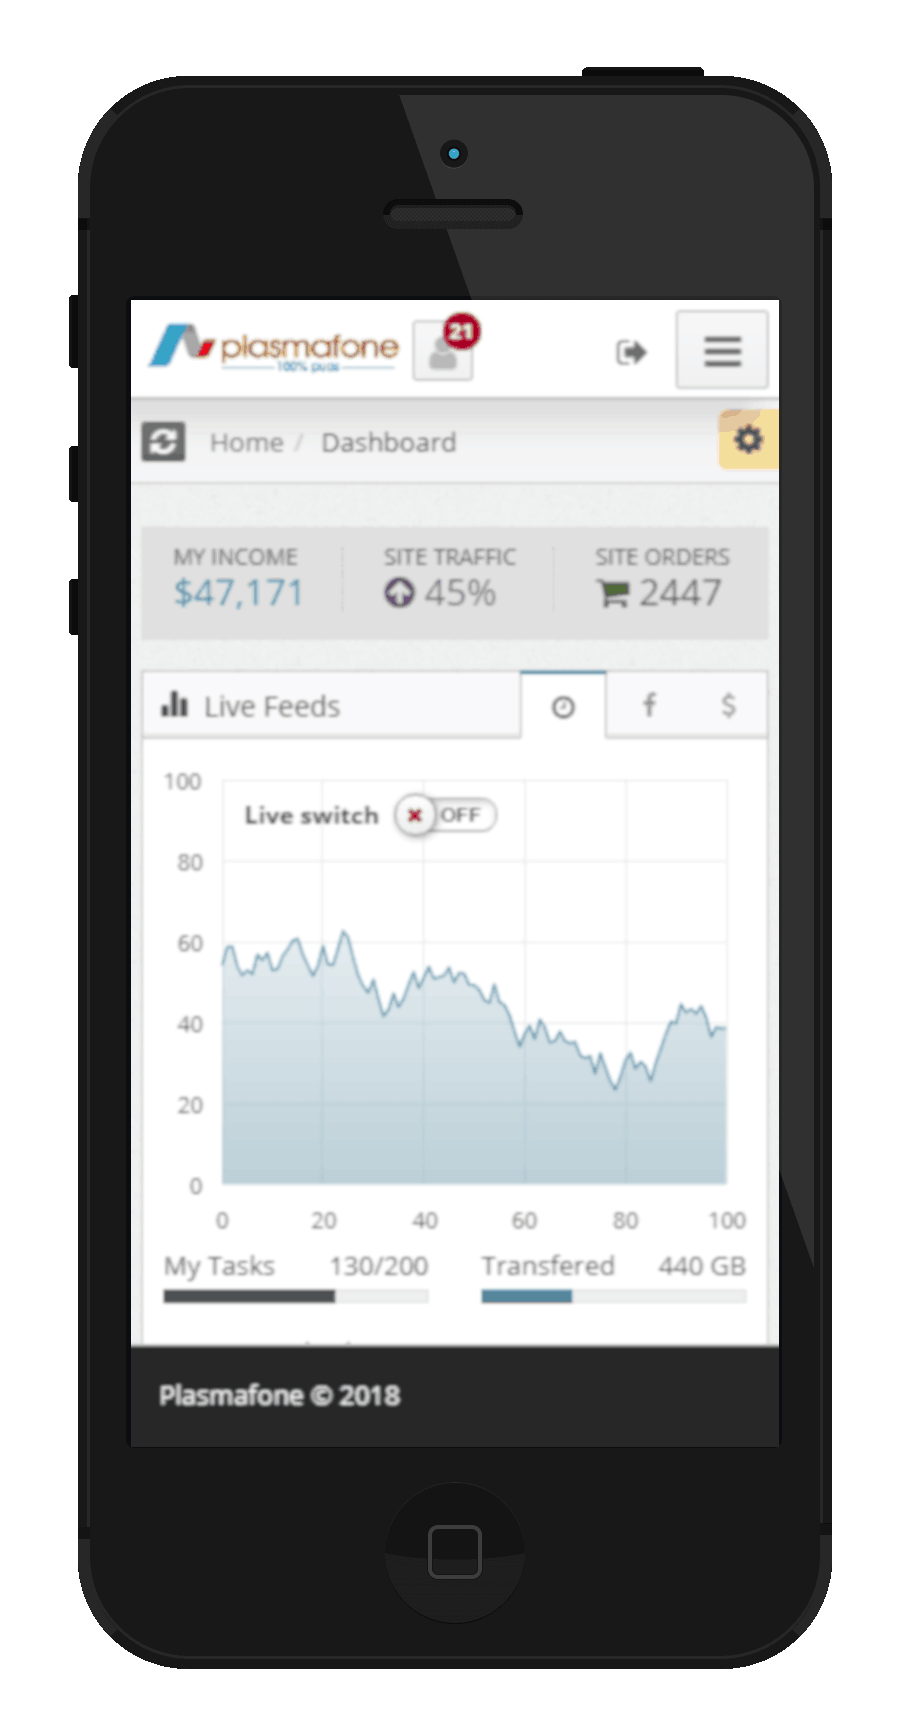 plasmafone
100% puas
21
Home / Dashboard
MY INCOME
$47,171
SITE TRAFFIC
45%
SITE ORDERS
2447
Live Feeds
f
$
Live switch
OFF
100
80
60
40
20
0
0 20 40 60 80 100
My Tasks 130/200
Transfered 440 GB
Plasmafone © 2018